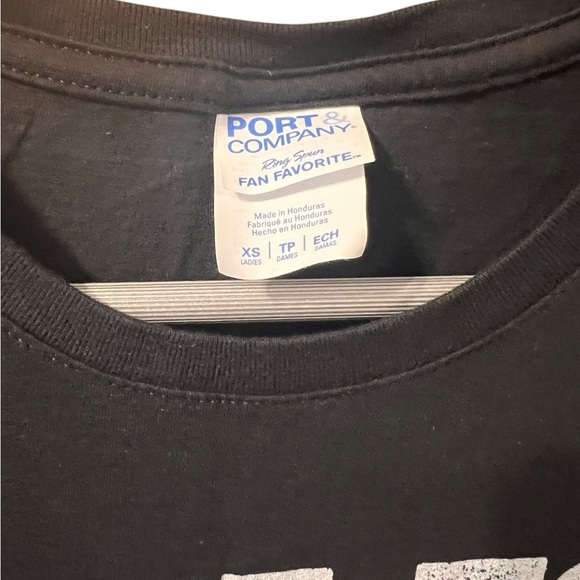 PORT &
COMPANY
Ring Spun
FAN FAVORITE™
Made in Honduras
Fabriqué au Honduras
Hecho en Honduras
XS | TP | ECH
LADIES DAMES DAMAS